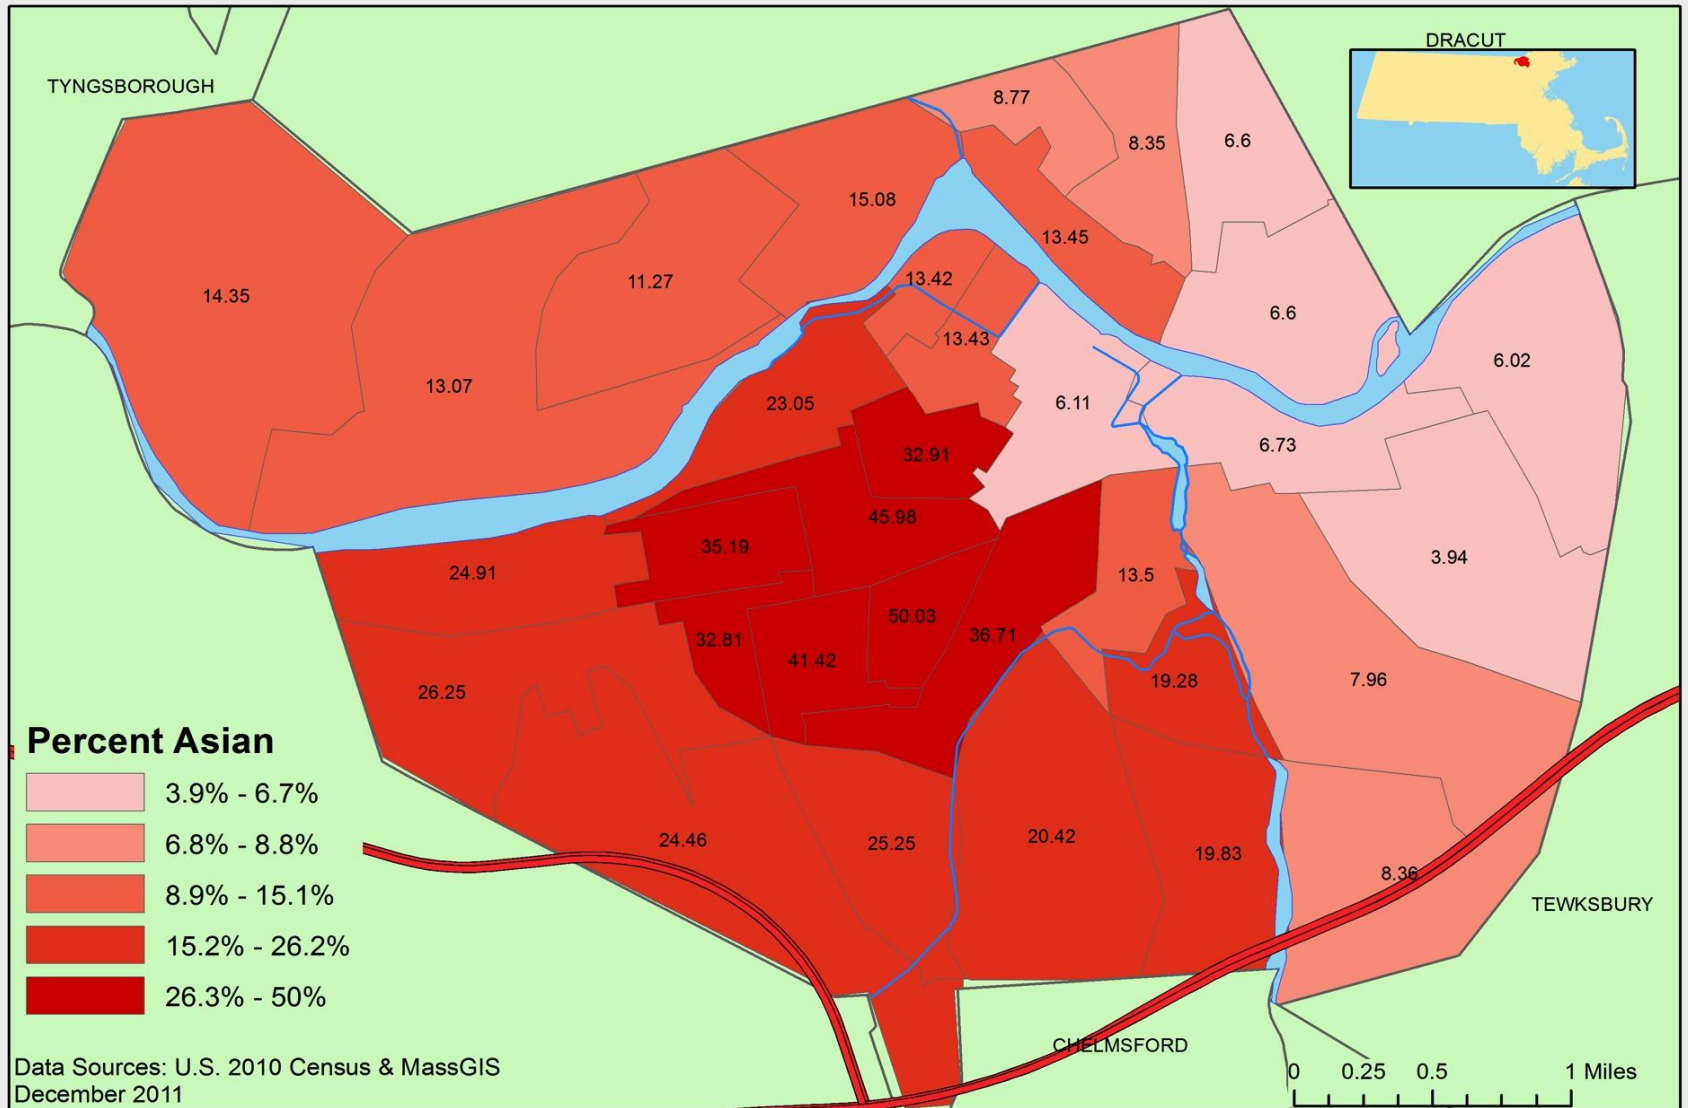 DRACUT
TYNGSBOROUGH
8.77
8.35
6.6
15.08
13.45
11.27
13.42
14.35
6.6
13.43
6.02
13.07
23.05
6.11
6.73
32.91
45.98
35.19
3.94
24.91
13.5
50.03
36.71
32.81
41.42
19.28
7.96
26.25
24.46
25.25
20.42
19.83
8.36
Percent Asian
3.9% - 6.7%
6.8% - 8.8%
8.9% - 15.1%
15.2% - 26.2%
26.3% - 50%
TEWKSBURY
CHELMSFORD
Data Sources: U.S. 2010 Census & MassGIS
December 2011
0 0.25 0.5 1 Miles